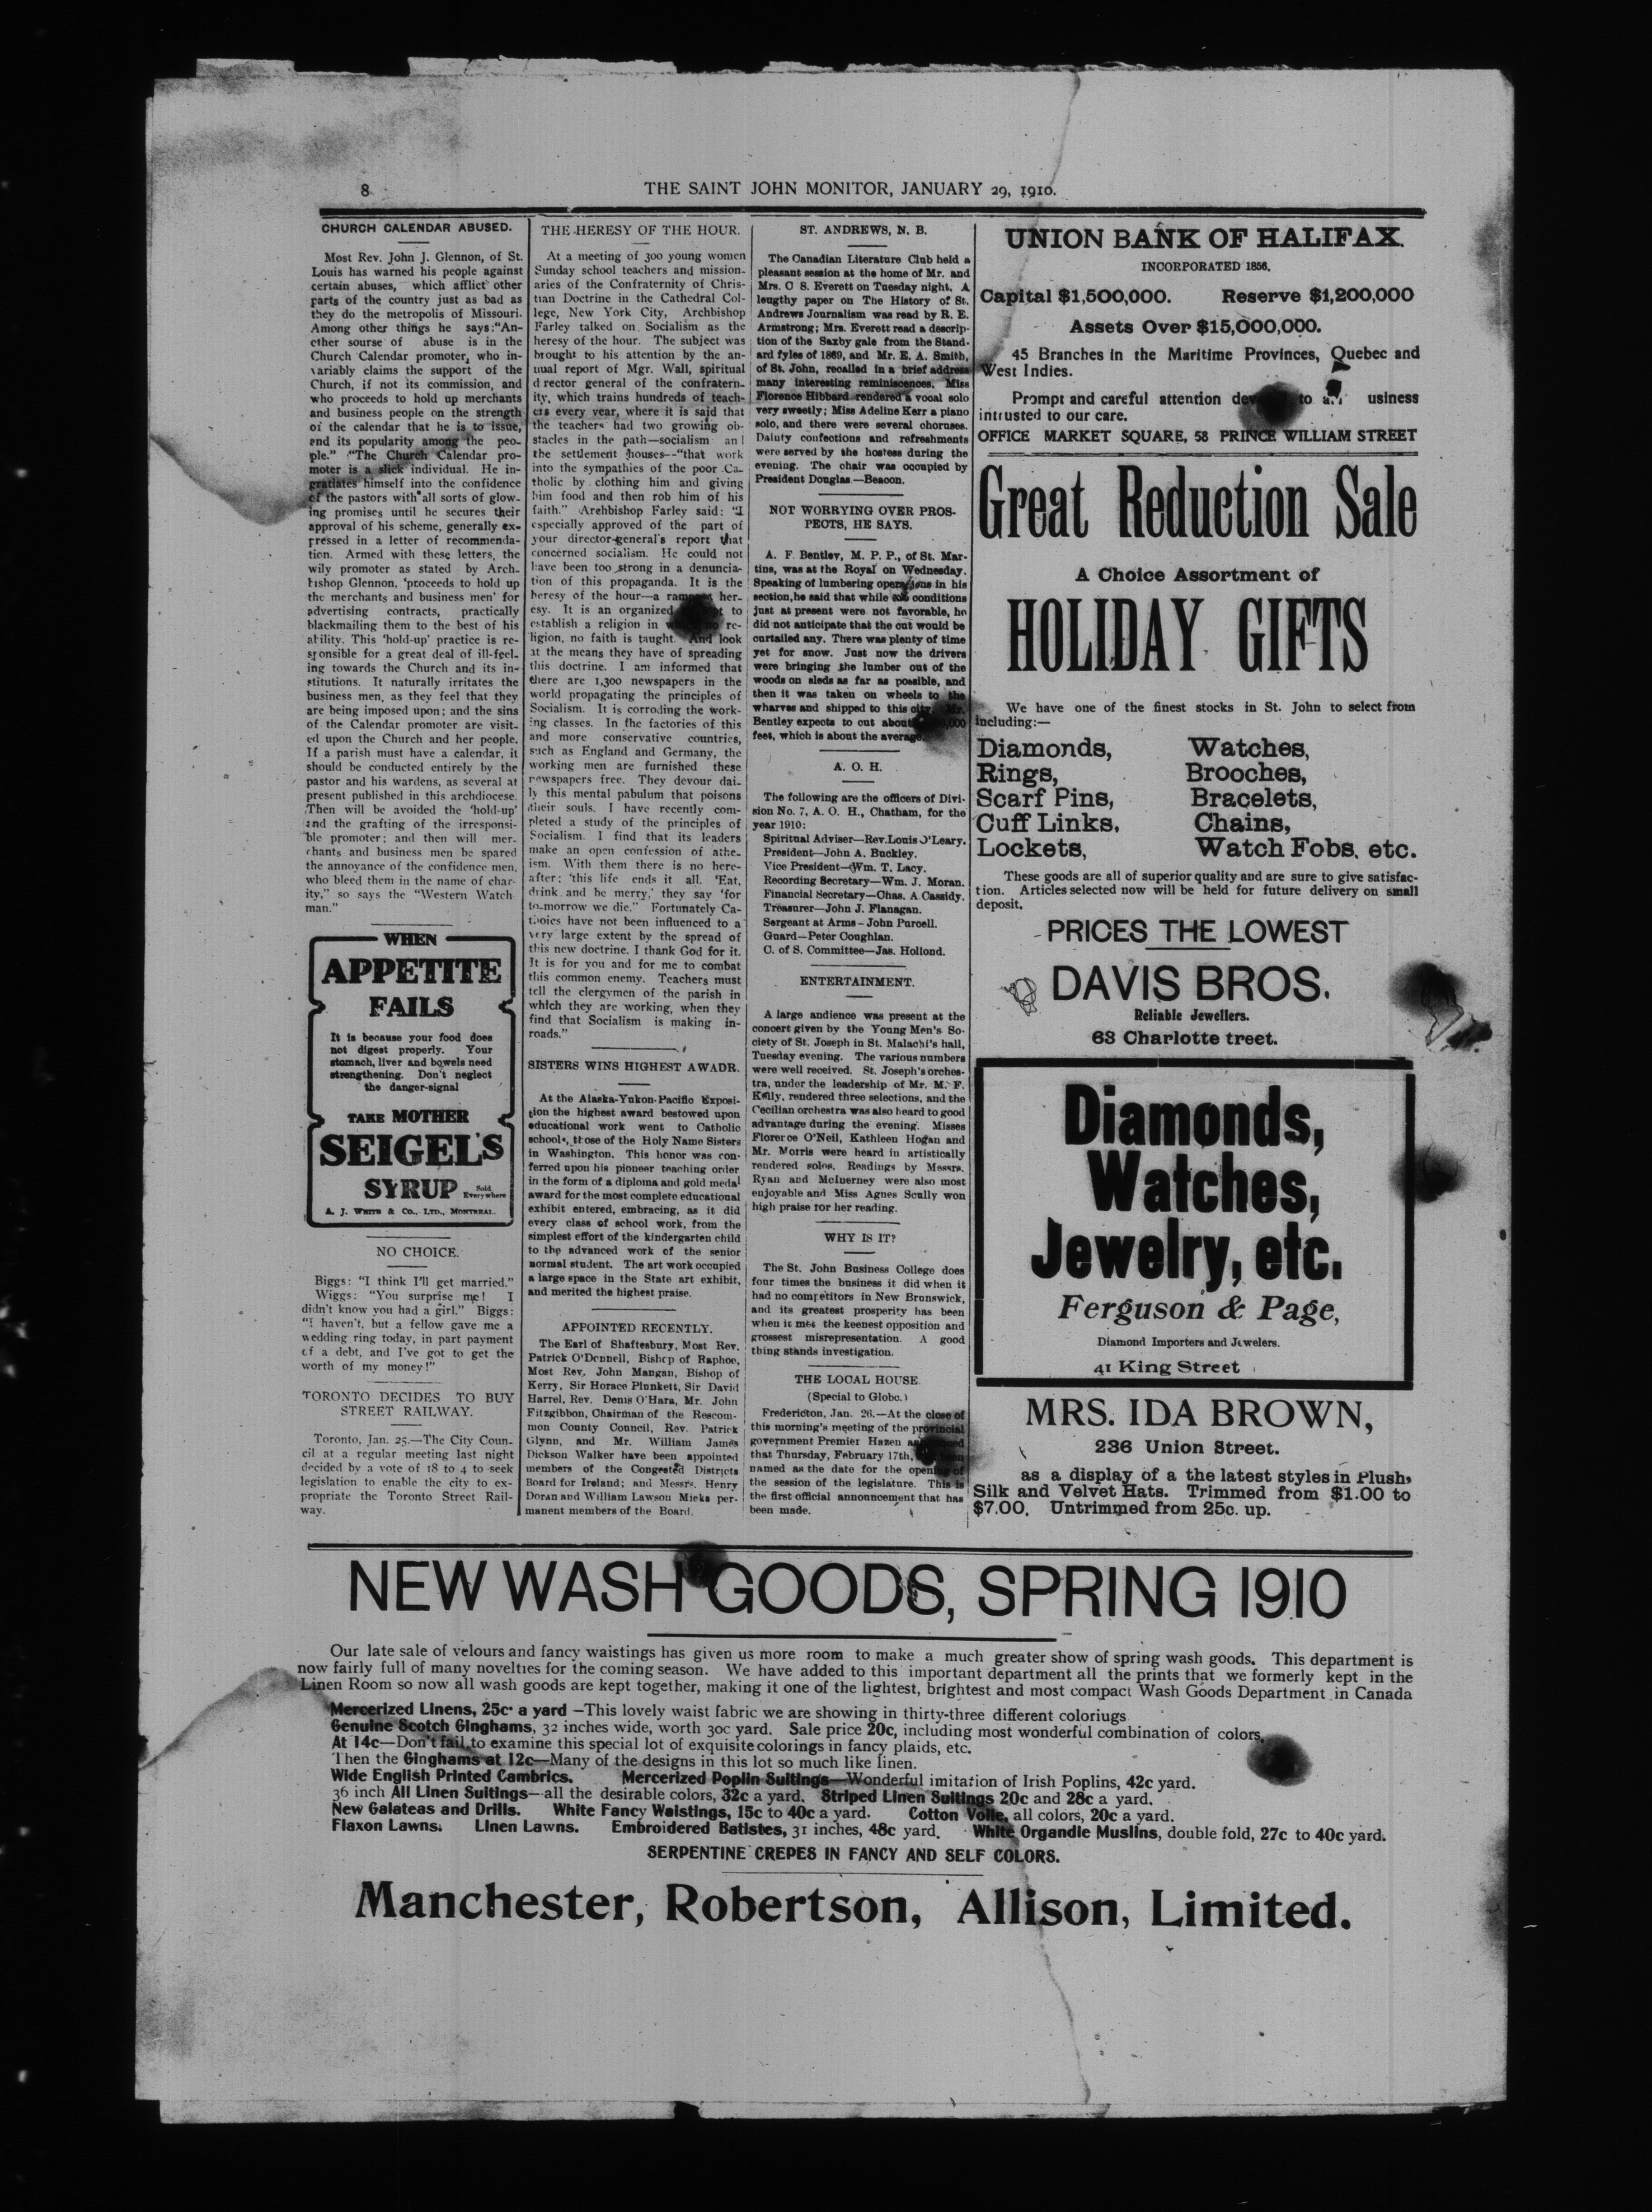 8
THE SAINT JOHN MONITOR, JANUARY 29, 1910.
CHURCH CALENDAR ABUSED.
Most Rev. John J. Glennon, of St.
Louis has warned his people against
certain abuses, which afflict other
parts of the country just as bad as
they do the metropolis of Missouri.
Among other things he says:"An-
other sourse of abuse is in the
Church Calendar promoter, who in-
variably claims the support of the
Church, if not its commission, and
who proceeds to hold up merchants
and business people on the strength
of the calendar that he is to issue,
and its popularity among the peo-
ple." "The Church Calendar pro-
moter is a slick individual. He in-
gratiates himself into the confidence
of the pastors with all sorts of glow-
ing promises until he secures their
approval of his scheme, generally ex-
pressed in a letter of recommenda-
tion. Armed with these letters, the
wily promoter as stated by Arch-
bishop Glennon, 'proceeds to hold up
the merchants and business men' for
advertising contracts, practically
blackmailing them to the best of his
ability. This 'hold-up' practice is re-
sponsible for a great deal of ill-feel-
ing towards the Church and its in-
stitutions. It naturally irritates the
business men, as they feel that they
are being imposed upon; and the sins
of the Calendar promoter are visit-
ed upon the Church and her people.
If a parish must have a calendar, it
should be conducted entirely by the
pastor and his wardens, as several at
present published in this archdiocese.
Then will be avoided the 'hold-up'
and the grafting of the irresponsi-
ble promoter; and then will mer-
chants and business men be spared
the annoyance of the confidence men,
who bleed them in the name of char-
ity," so says the "Western Watch
man."
WHEN
APPETITE
FAILS
It is because your food does
not digest properly. Your
stomach, liver and bowels need
strengthening. Don't neglect
the danger-signal
TAKE MOTHER
SEIGEL'S
SYRUP Sold Everywhere
A. J. WHITE & CO., LTD., MONTREAL.
NO CHOICE.
Biggs: "I think I'll get married."
Wiggs: "You surprise me! I
didn't know you had a girl." Biggs:
"I haven't, but a fellow gave me a
wedding ring today, in part payment
of a debt, and I've got to get the
worth of my money!"
TORONTO DECIDES TO BUY
STREET RAILWAY.
Toronto, Jan. 25.—The City Coun-
cil at a regular meeting last night
decided by a vote of 18 to 4 to seek
legislation to enable the city to ex-
propriate the Toronto Street Rail-
way.
THE HERESY OF THE HOUR.
At a meeting of 300 young women
Sunday school teachers and mission-
aries of the Confraternity of Chris-
tian Doctrine in the Cathedral Col-
lege, New York City, Archbishop
Farley talked on Socialism as the
heresy of the hour. The subject was
brought to his attention by the an-
nual report of Mgr. Wall, spiritual
d rector general of the confratern-
ity, which trains hundreds of teach-
ers every year, where it is said that
the teachers had two growing ob-
stacles in the path—socialism an l
the settlement houses—"that work
into the sympathies of the poor Ca-
tholic by clothing him and giving
him food and then rob him of his
faith." Archbishop Farley said: "I
especially approved of the part of
your director-general's report that
concerned socialism. He could not
have been too strong in a denuncia-
tion of this propaganda. It is the
heresy of the hour—a rampant her-
esy. It is an organized to
establish a religion in which no re-
ligion, no faith is taught. And look
at the means they have of spreading
this doctrine. I am informed that
there are 1,300 newspapers in the
world propagating the principles of
Socialism. It is corroding the work-
ing classes. In the factories of this
and more conservative countries,
such as England and Germany, the
working men are furnished these
newspapers free. They devour dai-
ly this mental pabulum that poisons
their souls. I have recently com-
pleted a study of the principles of
Socialism. I find that its leaders
make an open confession of athe-
ism. With them there is no here-
after; 'this life ends it all. 'Eat,
drink and be merry,' they say 'for
to-morrow we die.'" Fortunately Ca-
tholcs have not been influenced to a
very large extent by the spread of
this new doctrine. I thank God for it.
It is for you and for me to combat
this common enemy. Teachers must
tell the clergymen of the parish in
which they are working, when they
find that Socialism is making in-
roads."
SISTERS WINS HIGHEST AWADR.
At the Alaska-Yukon-Pacific Exposi-
tion the highest award bestowed upon
educational work went to Catholic
schools, those of the Holy Name Sisters
in Washington. This honor was con-
ferred upon his pioneer teaching order
in the form of a diploma and gold medal
award for the most complete educational
exhibit entered, embracing, as it did
every class of school work, from the
simplest effort of the kindergarten child
to the advanced work of the senior
normal student. The art work occupied
a large space in the State art exhibit,
and merited the highest praise.
APPOINTED RECENTLY.
The Earl of Shaftesbury, Most Rev.
Patrick O'Donnell, Bishop of Raphoe,
Most Rev. John Mangan, Bishop of
Kerry, Sir Horace Plunkett, Sir David
Harrel, Rev. Denis O'Hara, Mr. John
Fitzgibbon, Chairman of the Roscom-
mon County Council, Rev. Patrick
Glynn, and Mr. William James
Dickson Walker have been appointed
members of the Congested Districts
Board for Ireland; and Messrs. Henry
Doran and William Lawson Micks per-
manent members of the Board.
ST. ANDREWS, N. B.
The Canadian Literature Club held a
pleasant session at the home of Mr. and
Mrs. C S. Everett on Tuesday night. A
lengthy paper on The History of St.
Andrews Journalism was read by R. E.
Armstrong; Mrs. Everett read a descrip-
tion of the Saxby gale from the Stand-
ard fyles of 1869, and Mr. E. A. Smith,
of St. John, recalled in a brief address
many interesting reminiscences. Miss
Florence Hibbard rendered a vocal solo
very sweetly; Miss Adeline Kerr a piano
solo, and there were several choruses.
Dainty confections and refreshments
were served by the hostess during the
evening. The chair was occupied by
President Douglas.—Beacon.
NOT WORRYING OVER PROS-
PECTS, HE SAYS.
A. F. Bentley, M. P. P., of St. Mar-
tins, was at the Royal on Wednesday.
Speaking of lumbering operations in his
section,he said that while conditions
just at present were not favorable, he
did not anticipate that the cut would be
curtailed any. There was plenty of time
yet for snow. Just now the drivers
were bringing the lumber out of the
woods on sleds as far as possible, and
then it was taken on wheels to the
wharves and shipped to this city. Mr.
Bentley expects to cut about
feet, which is about the average.
A. O. H.
The following are the officers of Divi-
sion No. 7, A. O. H., Chatham, for the
year 1910:
Spiritual Adviser—Rev.Louis O'Leary.
President—John A. Buckley.
Vice President—Wm. T. Lacy.
Recording Secretary—Wm. J. Moran.
Financial Secretary—Chas. A Cassidy.
Treasurer—John J. Flanagan.
Sergeant at Arms—John Purcell.
Guard—Peter Coughlan.
C. of S. Committee—Jas. Hollond.
ENTERTAINMENT.
A large audience was present at the
concert given by the Young Men's So-
ciety of St. Joseph in St. Malachi's hall,
Tuesday evening. The various numbers
were well received. St. Joseph's orches-
tra, under the leadership of Mr. M. F.
Kelly, rendered three selections, and the
Cecilian orchestra was also heard to good
advantage during the evening. Misses
Florence O'Neil, Kathleen Hogan and
Mr. Morris were heard in artistically
rendered solos. Readings by Messrs.
Ryan and McInerney were also most
enjoyable and Miss Agnes Scully won
high praise for her reading.
WHY IS IT?
The St. John Business College does
four times the business it did when it
had no competitors in New Brunswick,
and its greatest prosperity has been
when it met the keenest opposition and
grossest misrepresentation. A good
thing stands investigation.
THE LOCAL HOUSE
(Special to Globe.)
Fredericton, Jan. 26.—At the close of
this morning's meeting of the provincial
government Premier Hazen
that Thursday, February 17th,
named as the date for the opening of
the session of the legislature. This is
the first official announcement that has
been made.
UNION BANK OF HALIFAX.
INCORPORATED 1856.
Capital $1,500,000. Reserve $1,200,000
Assets Over $15,000,000.
45 Branches in the Maritime Provinces, Quebec and
West Indies.
Prompt and careful attention to usiness
intrusted to our care.
OFFICE MARKET SQUARE, 58 PRINCE WILLIAM STREET
Great Reduction Sale
A Choice Assortment of
HOLIDAY GIFTS
We have one of the finest stocks in St. John to select from
including:—
Diamonds, Watches,
Rings, Brooches,
Scarf Pins, Bracelets,
Cuff Links, Chains,
Lockets, Watch Fobs, etc.
These goods are all of superior quality and are sure to give satisfac-
tion. Articles selected now will be held for future delivery on small
deposit.
PRICES THE LOWEST
DAVIS BROS.
Reliable Jewellers.
63 Charlotte treet.
Diamonds,
Watches,
Jewelry, etc.
Ferguson & Page,
Diamond Importers and Jewelers.
41 King Street
MRS. IDA BROWN,
236 Union Street.
as a display of a the latest styles in Plush,
Silk and Velvet Hats. Trimmed from $1.00 to
$7.00. Untrimmed from 25c. up.
NEW WASH GOODS, SPRING 1910
Our late sale of velours and fancy waistings has given us more room to make a much greater show of spring wash goods. This department is
now fairly full of many novelties for the coming season. We have added to this important department all the prints that we formerly kept in the
Linen Room so now all wash goods are kept together, making it one of the lightest, brightest and most compact Wash Goods Department in Canada
Mercerized Linens, 25c. a yard —This lovely waist fabric we are showing in thirty-three different coloriugs
Genuine Scotch Ginghams, 32 inches wide, worth 30c yard. Sale price 20c, including most wonderful combination of colors.
At 14c—Don't fail to examine this special lot of exquisite colorings in fancy plaids, etc.
Then the Ginghams at 12c—Many of the designs in this lot so much like linen.
Wide English Printed Cambrics. Mercerized Poplin Suitings—Wonderful imitation of Irish Poplins, 42c yard.
36 inch All Linen Suitings—all the desirable colors, 32c a yard. Striped Linen Suitings 20c and 28c a yard.
New Galateas and Drills. White Fancy Waistings, 15c to 40c a yard. Cotton Voile, all colors, 20c a yard.
Flaxon Lawns. Linen Lawns. Embroidered Batistes, 31 inches, 48c yard. White Organdie Muslins, double fold, 27c to 40c yard.
SERPENTINE CREPES IN FANCY AND SELF COLORS.
Manchester, Robertson, Allison, Limited.